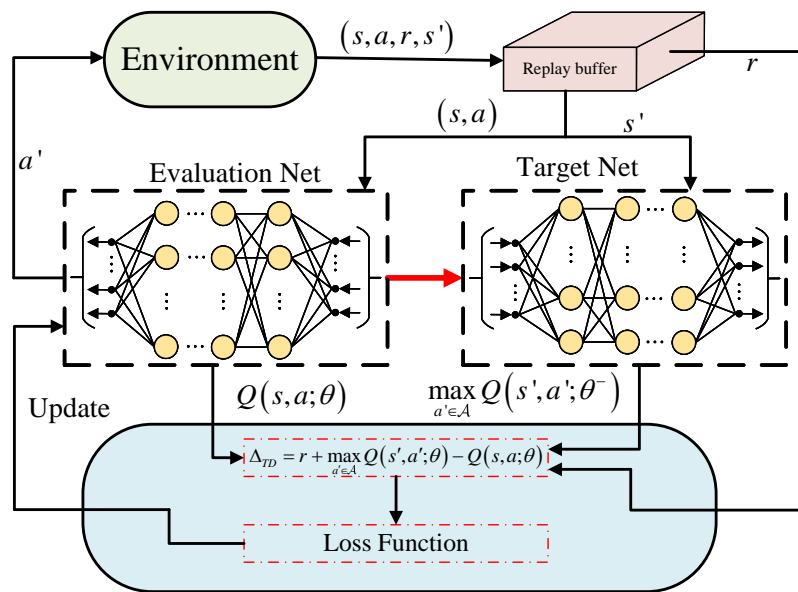 (s,a,r,s')
Environment
Replay buffer
r
(s,a)
s'
a'
Evaluation Net
Target Net
Q(s,a;θ)
max Q(s',a';θ⁻)
a'∈𝒜
Update
Δ_TD = r + max Q(s',a';θ) − Q(s,a;θ)
a'∈𝒜
Loss Function